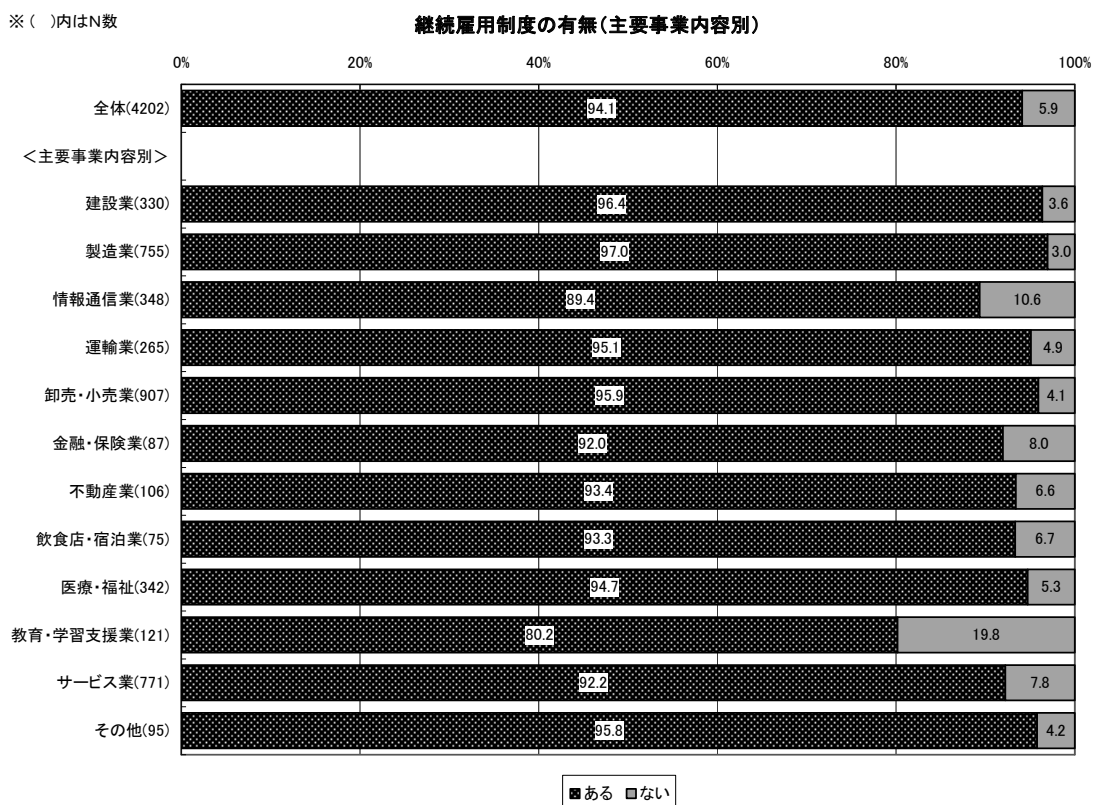 ※ ( )内はN数
継続雇用制度の有無(主要事業内容別)
0% 20% 40% 60% 80% 100%
全体(4202) 94.1 5.9
＜主要事業内容別＞
建設業(330) 96.4 3.6
製造業(755) 97.0 3.0
情報通信業(348) 89.4 10.6
運輸業(265) 95.1 4.9
卸売・小売業(907) 95.9 4.1
金融・保険業(87) 92.0 8.0
不動産業(106) 93.4 6.6
飲食店・宿泊業(75) 93.3 6.7
医療・福祉(342) 94.7 5.3
教育・学習支援業(121) 80.2 19.8
サービス業(771) 92.2 7.8
その他(95) 95.8 4.2
ある ない